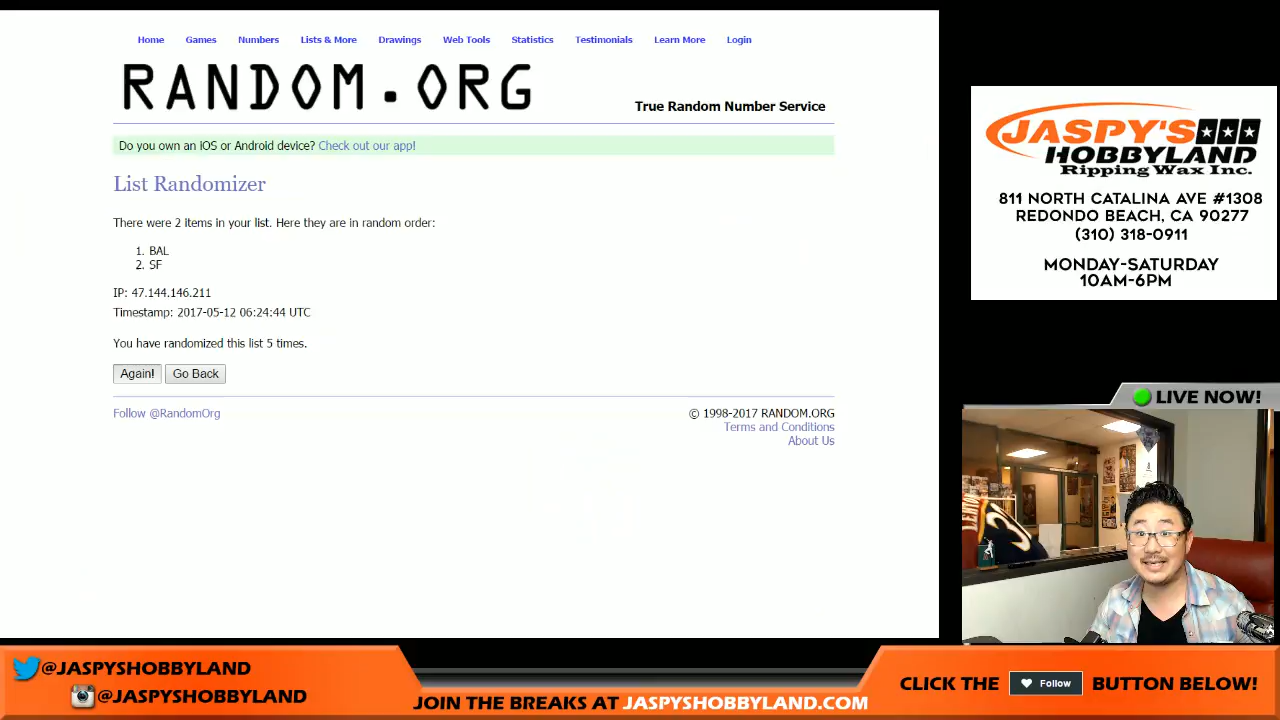 Home Games Numbers Lists & More Drawings Web Tools Statistics Testimonials Learn More Login
RANDOM.ORG
True Random Number Service
Do you own an iOS or Android device? Check out our app!
List Randomizer
There were 2 items in your list. Here they are in random order:
1. BAL
2. SF
IP: 47.144.146.211
Timestamp: 2017-05-12 06:24:44 UTC
You have randomized this list 5 times.
Again! Go Back
Follow @RandomOrg
© 1998-2017 RANDOM.ORG
Terms and Conditions
About Us
JASPY'S
HOBBYLAND
Ripping Wax Inc.
811 NORTH CATALINA AVE #1308
REDONDO BEACH, CA 90277
(310) 318-0911
MONDAY-SATURDAY
10AM-6PM
LIVE NOW!
@JASPYSHOBBYLAND
@JASPYSHOBBYLAND
JOIN THE BREAKS AT JASPYSHOBBYLAND.COM
CLICK THE Follow BUTTON BELOW!